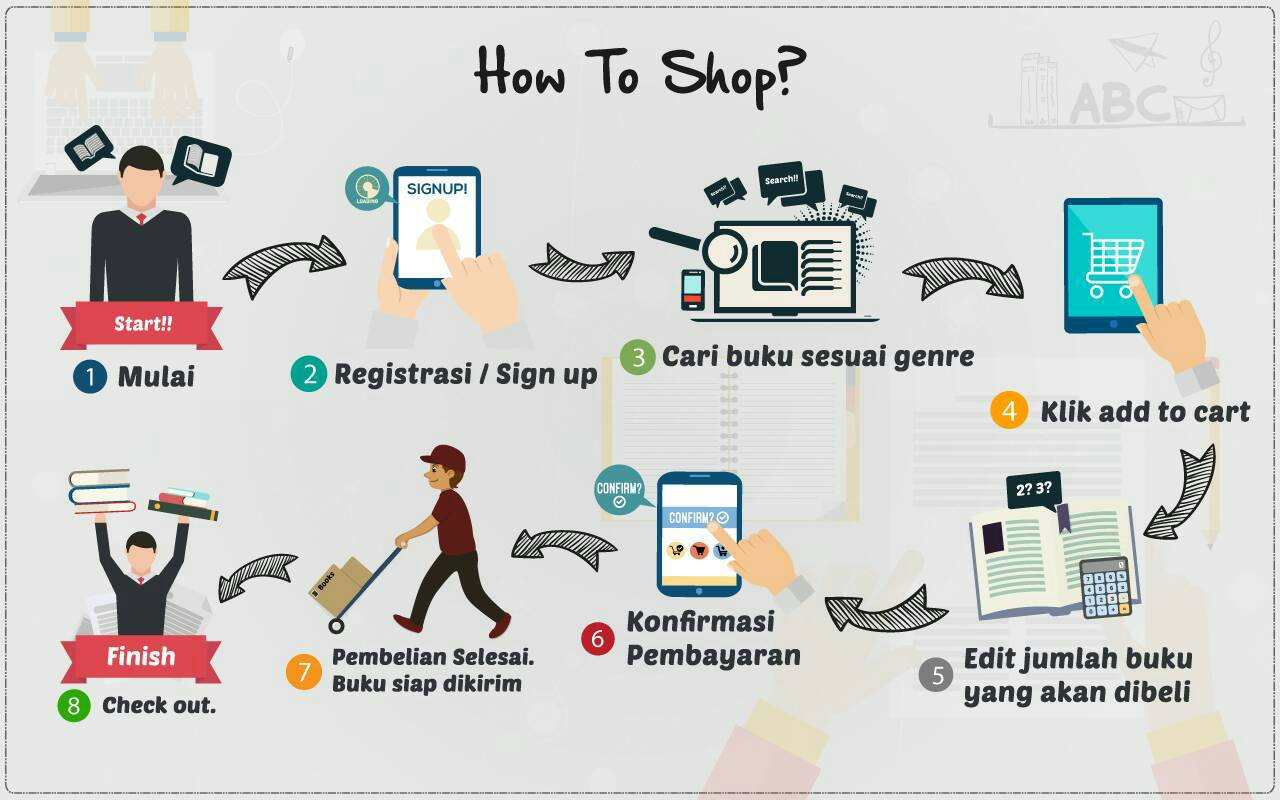 How To Shop?
ABC
Start!!
1 Mulai
LOADING
SIGNUP!
2 Registrasi / Sign up
Search!!
Search!!
Search!!
3 Cari buku sesuai genre
4 Klik add to cart
2? 3?
5 Edit jumlah buku
yang akan dibeli
CONFIRM?
CONFIRM?
6 Konfirmasi
Pembayaran
Books
7 Pembelian Selesai.
Buku siap dikirim
Finish
8 Check out.